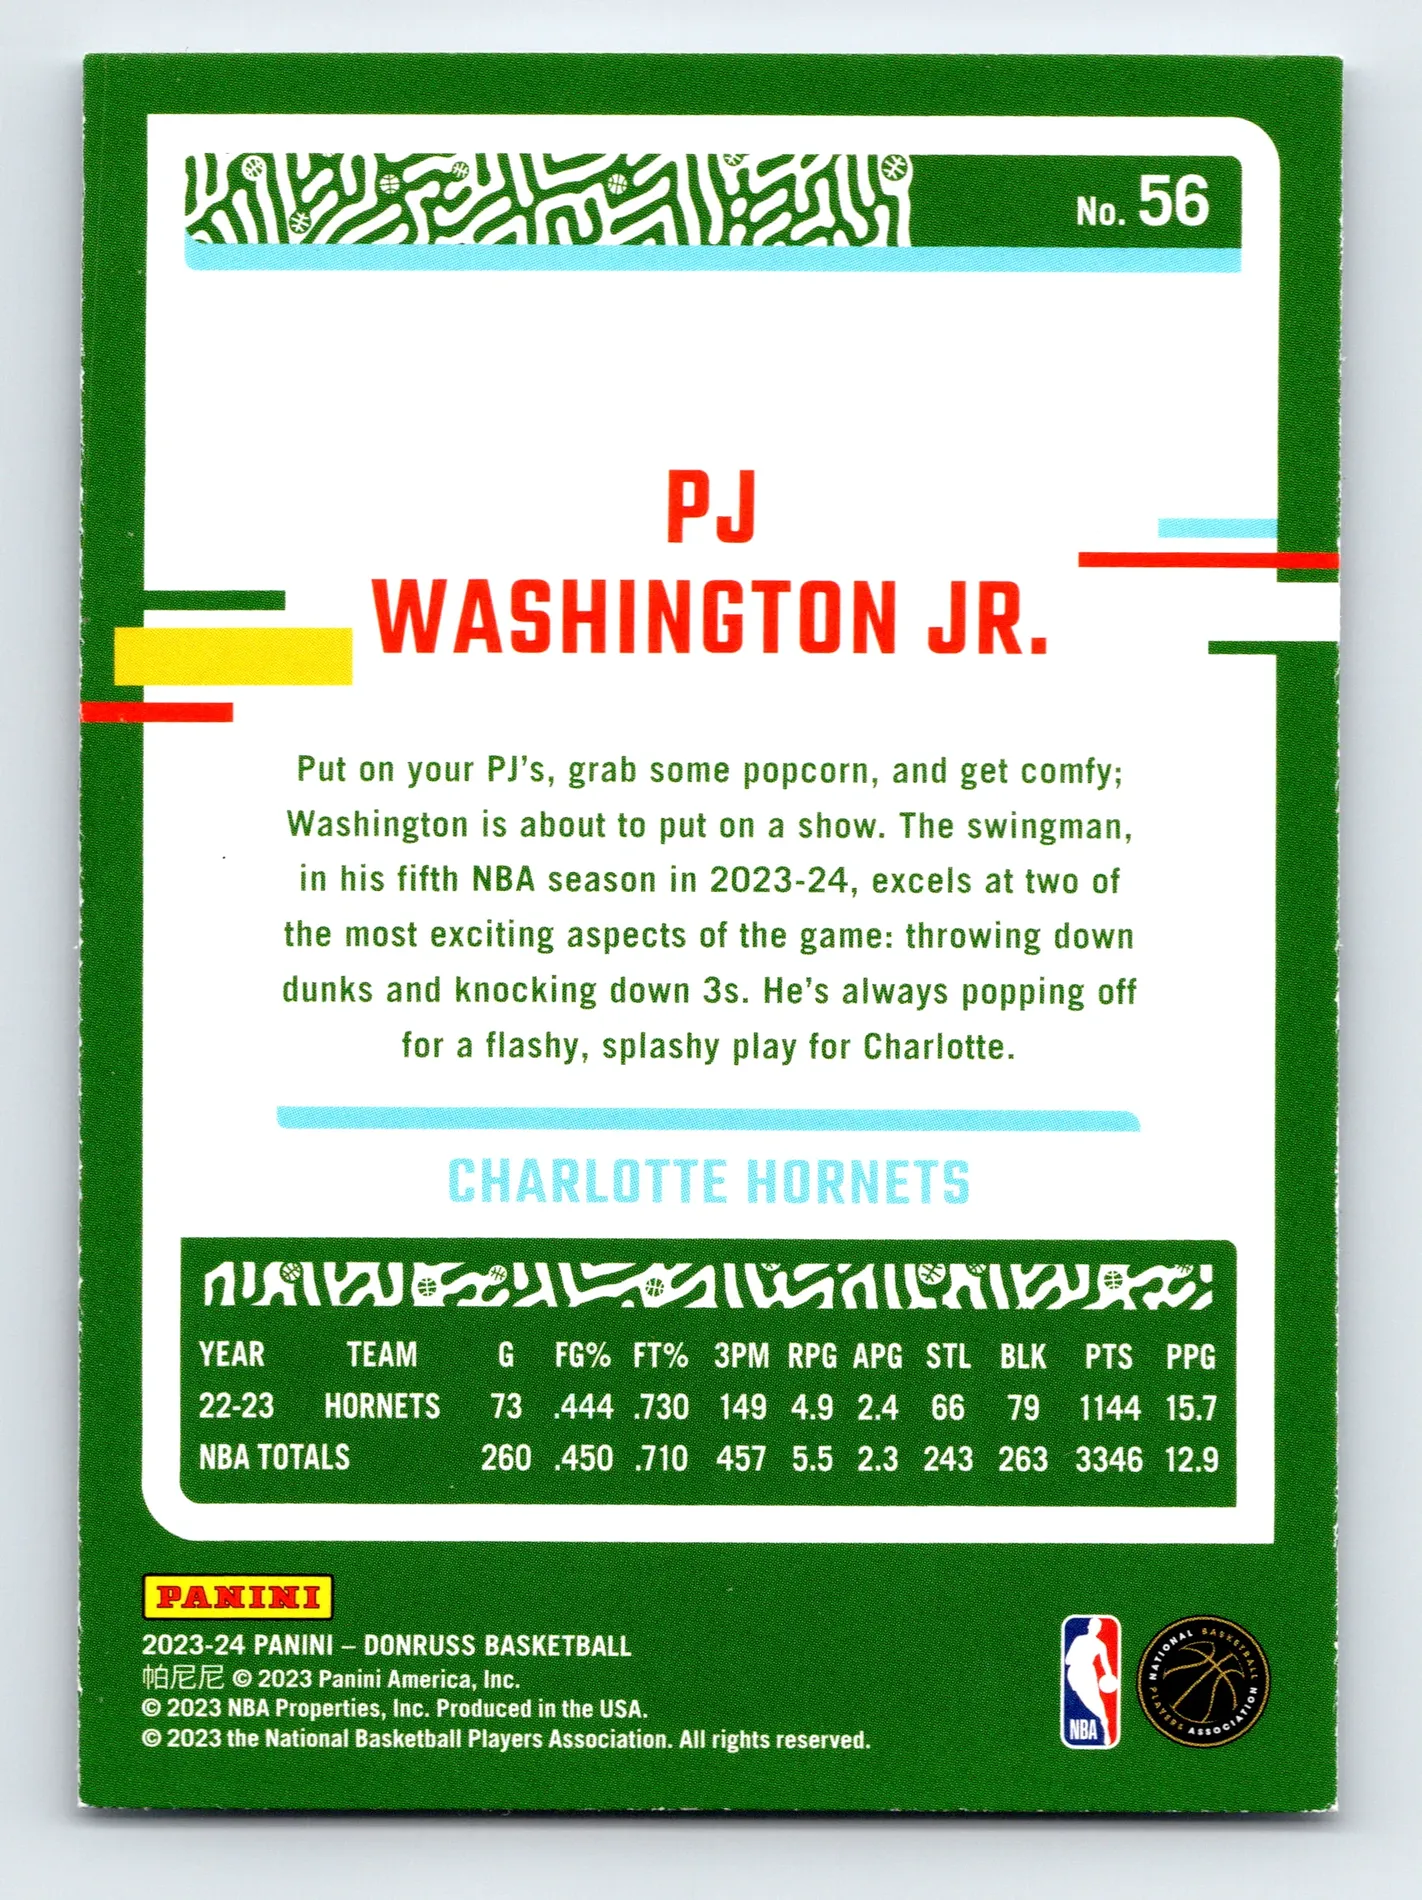 No. 56
PJ
WASHINGTON JR.
Put on your PJ's, grab some popcorn, and get comfy;
Washington is about to put on a show. The swingman,
in his fifth NBA season in 2023-24, excels at two of
the most exciting aspects of the game: throwing down
dunks and knocking down 3s. He's always popping off
for a flashy, splashy play for Charlotte.
CHARLOTTE HORNETS
YEAR TEAM G FG% FT% 3PM RPG APG STL BLK PTS PPG
22-23 HORNETS 73 .444 .730 149 4.9 2.4 66 79 1144 15.7
NBA TOTALS 260 .450 .710 457 5.5 2.3 243 263 3346 12.9
PANINI
2023-24 PANINI – DONRUSS BASKETBALL
帕尼尼 © 2023 Panini America, Inc.
© 2023 NBA Properties, Inc. Produced in the USA.
© 2023 the National Basketball Players Association. All rights reserved.
NBA
NATIONAL BASKETBALL PLAYERS ASSOCIATION